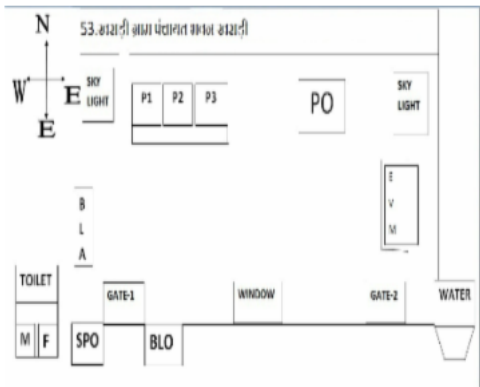 N
53.
ग्राम पंचायत भवन
W
E
E
SKY LIGHT
P1
P2
P3
PO
SKY LIGHT
E
V
M
B
L
A
TOILET
GATE-1
WINDOW
GATE-2
WATER
M
F
SPO
BLO